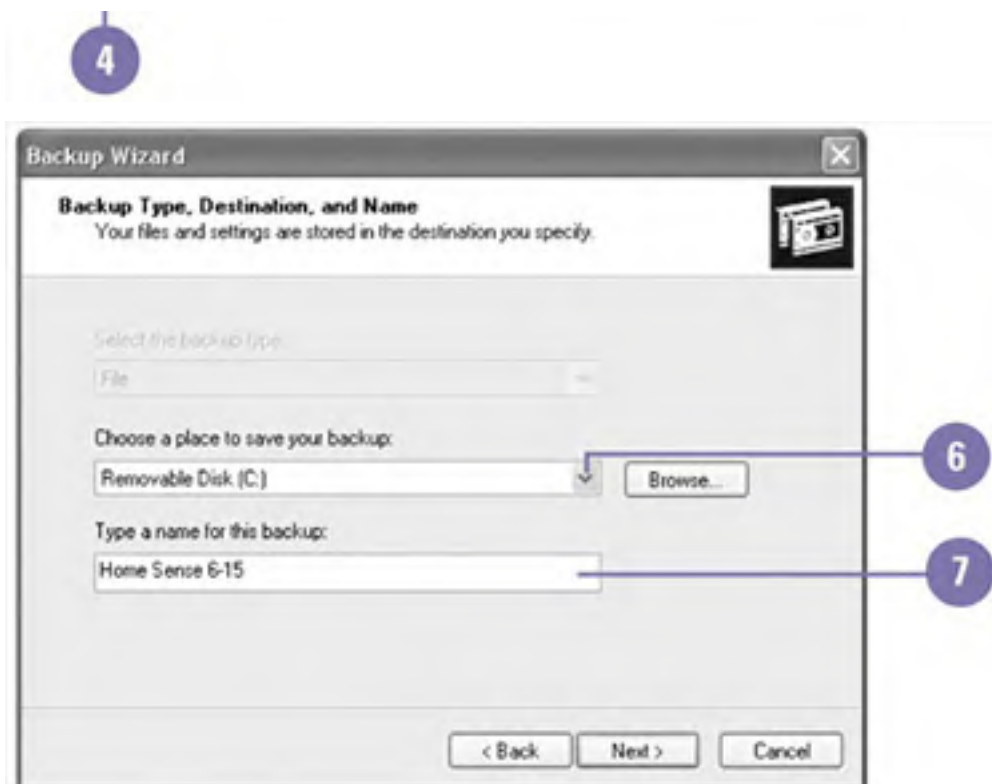 4
Backup Wizard
Backup Type, Destination, and Name
Your files and settings are stored in the destination you specify.
Select the backup type:
File
Choose a place to save your backup:
Removable Disk (C:)
6
Browse...
Type a name for this backup:
Home Sense 6-15
7
< Back
Next >
Cancel